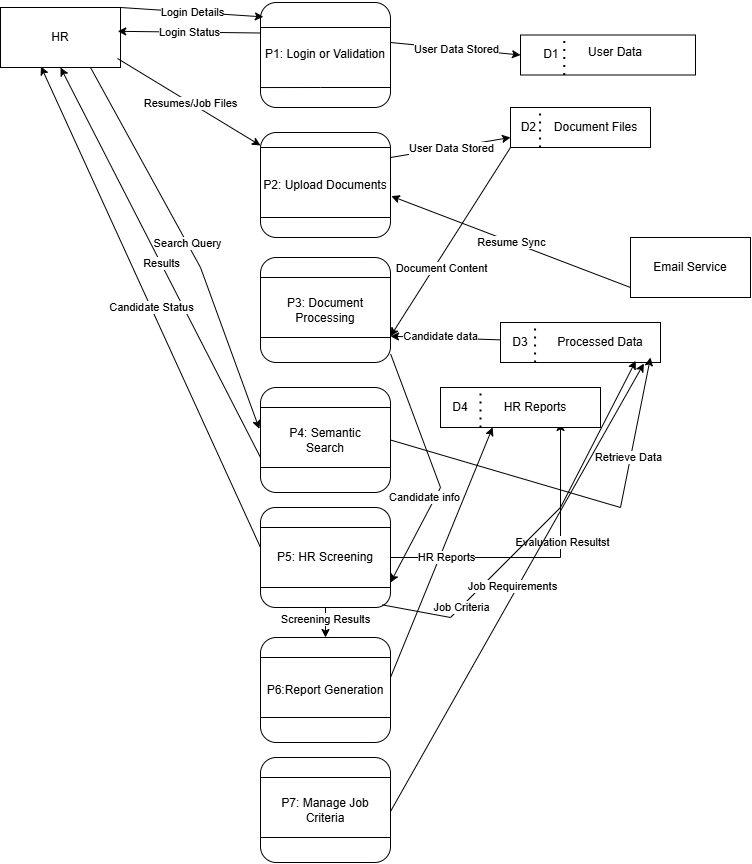 Login Details
HR
Login Status
P1: Login or Validation
User Data Stored
D1
User Data
Resumes/Job Files
D2
Document Files
User Data Stored
P2: Upload Documents
Search Query
Resume Sync
Results
Document Content
Email Service
Candidate Status
P3: Document
Processing
Candidate data
D3
Processed Data
D4
HR Reports
P4: Semantic
Search
Retrieve Data
Candidate info
Evaluation Resultst
P5: HR Screening
HR Reports
Job Requirements
Job Criteria
Screening Results
P6:Report Generation
P7: Manage Job
Criteria